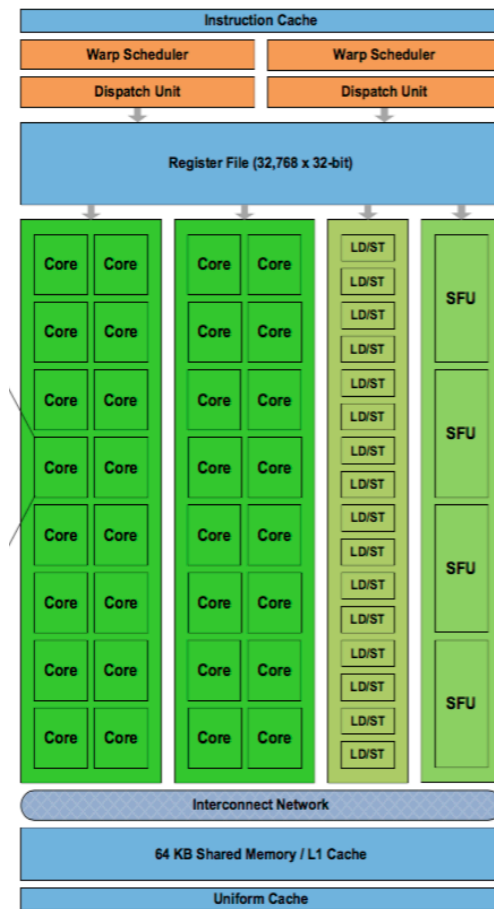 Instruction Cache
Warp Scheduler Warp Scheduler
Dispatch Unit Dispatch Unit
Register File (32,768 x 32-bit)
LD/ST
Core Core Core Core
LD/ST
SFU
LD/ST
Core Core Core Core
LD/ST
LD/ST
Core Core Core Core
LD/ST
SFU
LD/ST
Core Core Core Core
LD/ST
LD/ST
Core Core Core Core
LD/ST
SFU
LD/ST
Core Core Core Core
LD/ST
LD/ST
Core Core Core Core
LD/ST
SFU
LD/ST
Core Core Core Core
LD/ST
Interconnect Network
64 KB Shared Memory / L1 Cache
Uniform Cache